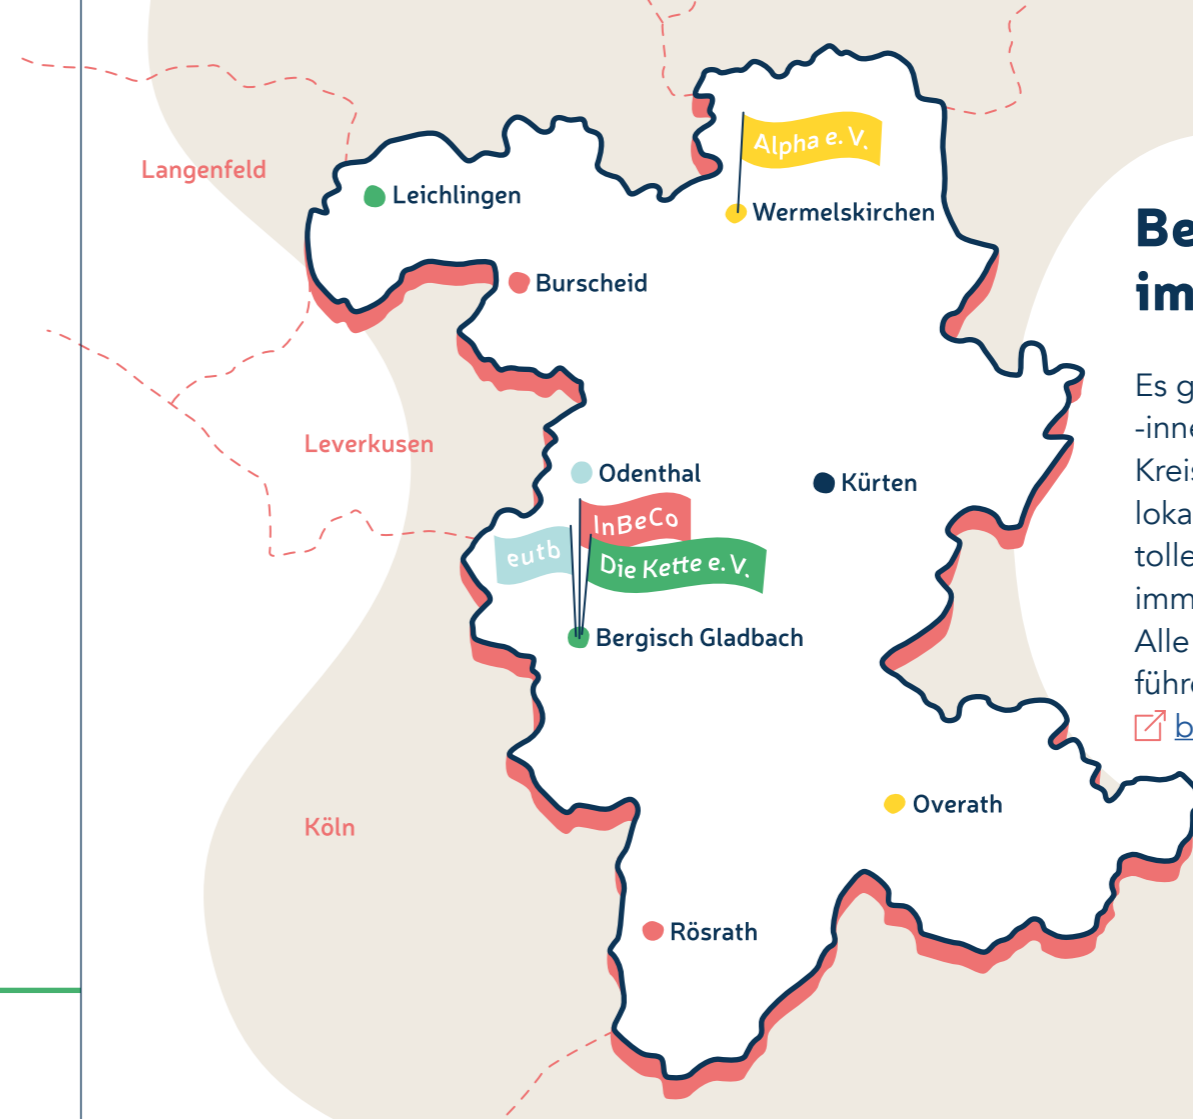 Langenfeld
Leichlingen
Alpha e. V.
Wermelskirchen
Burscheid
Leverkusen
Odenthal
Kürten
InBeCo
eutb
Die Kette e. V.
Bergisch Gladbach
Köln
Overath
Rösrath
Be
im
Es g
-inne
Kreis
loka
tolle
imm
Alle
führe
b